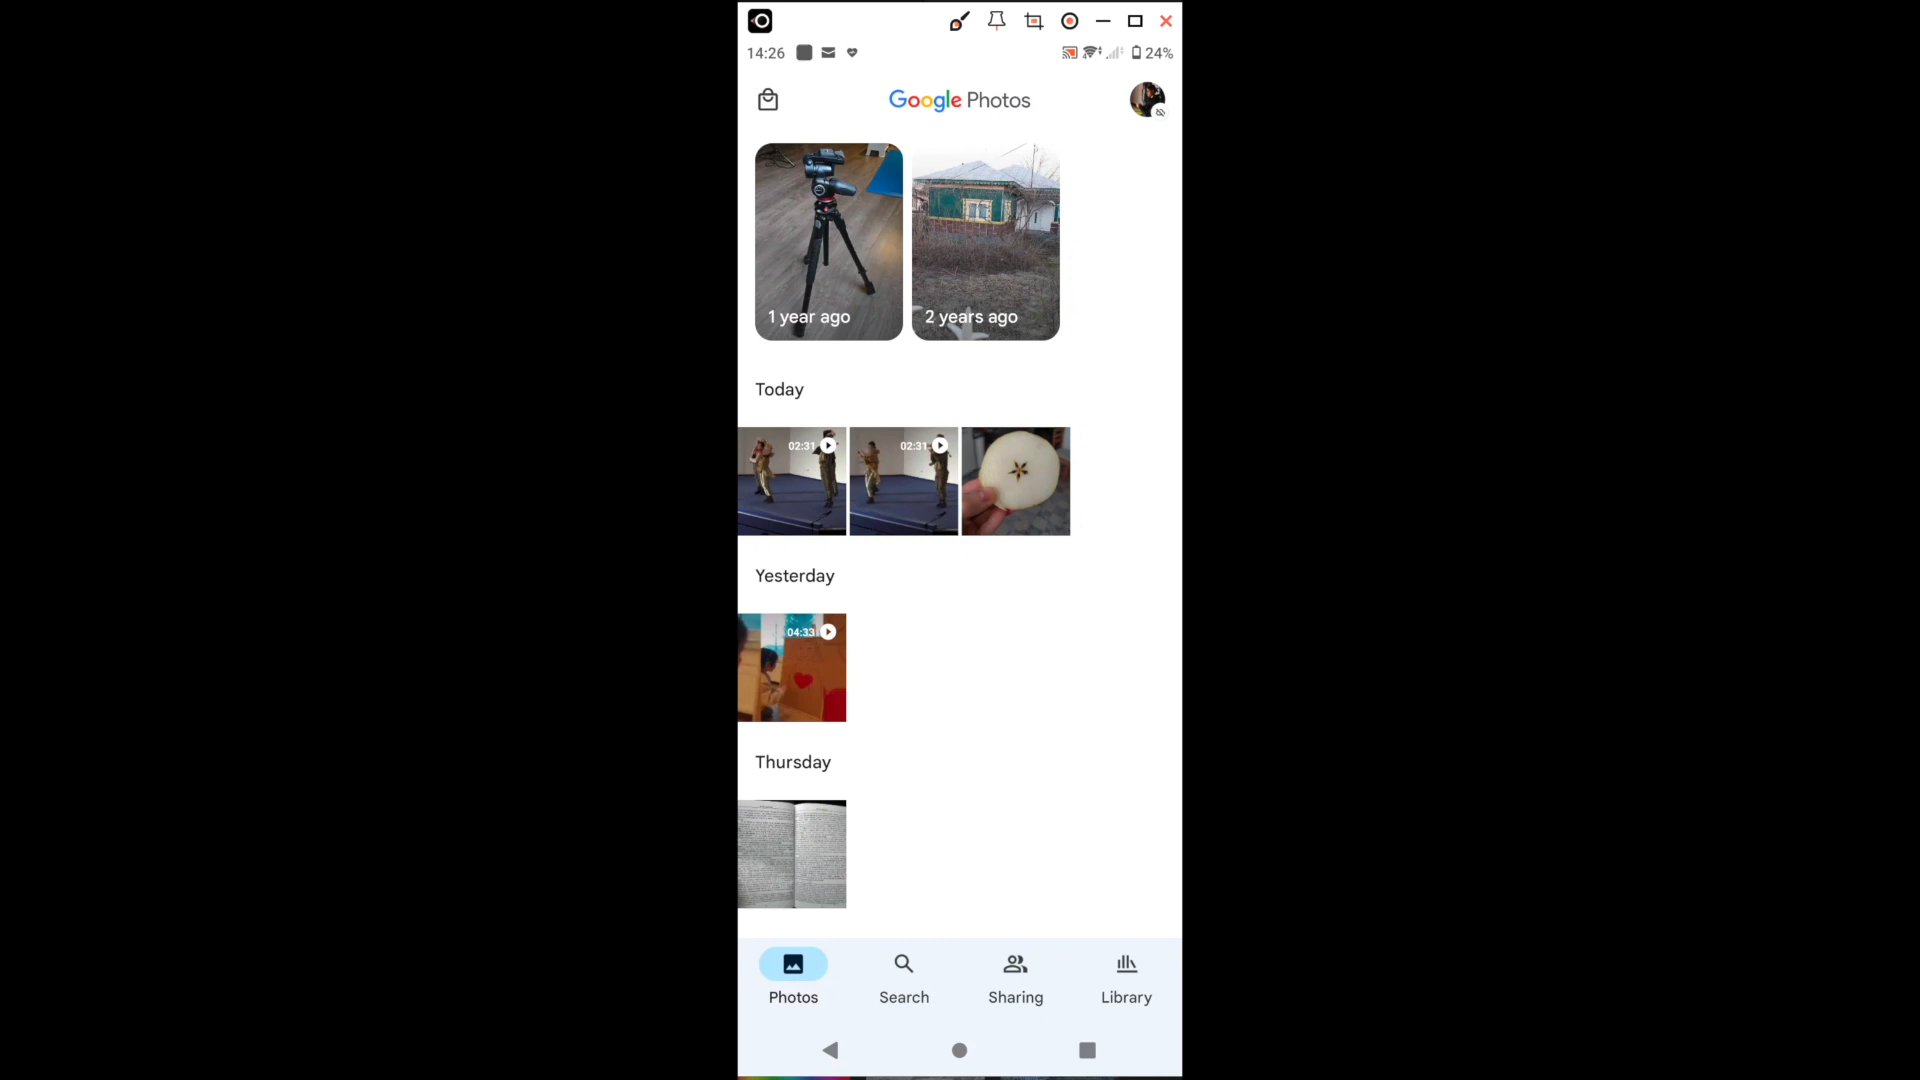 14:26
24%
Google Photos
1 year ago
2 years ago
Today
02:31
02:31
Yesterday
04:33
Thursday
Photos
Search
Sharing
Library